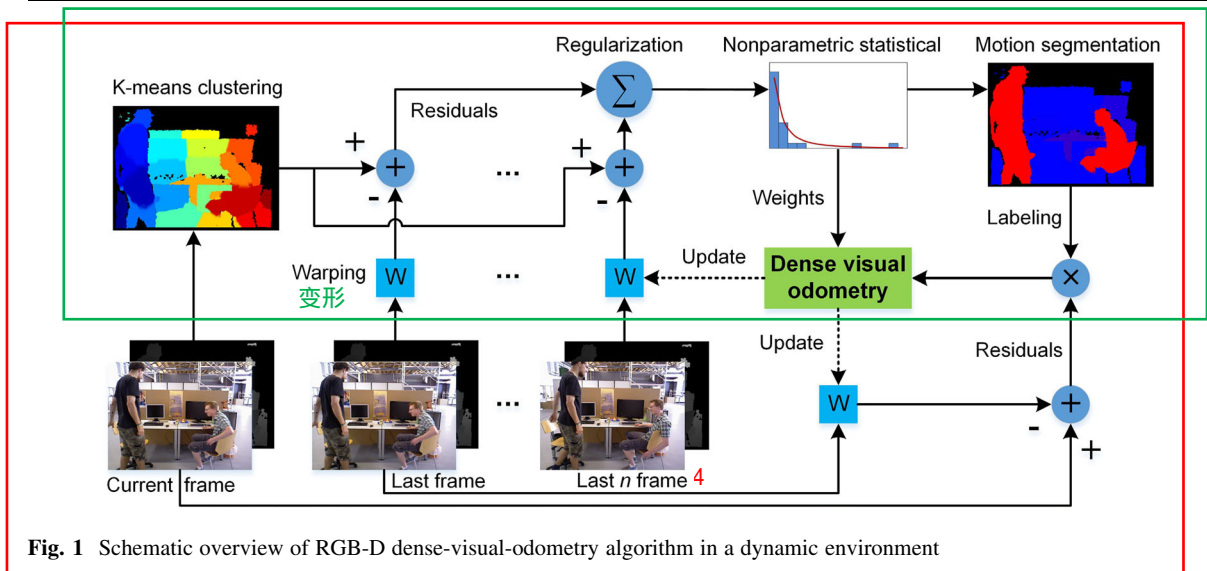 Regularization
Nonparametric statistical
Motion segmentation
K-means clustering
Residuals
∑
+
+
-
+
...
+
-
Weights
Labeling
Warping
变形
W
...
W
Update
Dense visual
odometry
×
Update
Residuals
...
W
-
+
+
Current frame
Last frame
Last n frame 4
Fig. 1 Schematic overview of RGB-D dense-visual-odometry algorithm in a dynamic environment